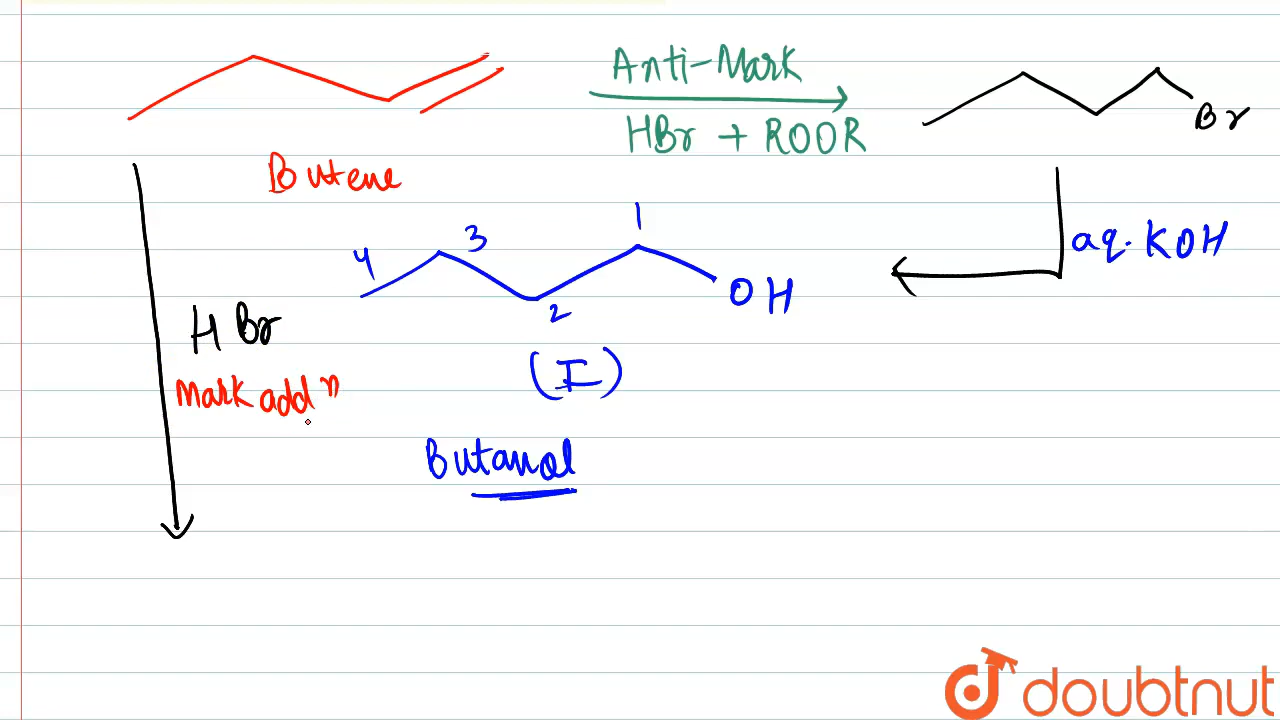 Anti-Mark
HBr + ROOR
Br
Butene
aq. KOH
4 3 2 1
OH
HBr
Mark addn
(I)
Butanol
doubtnut